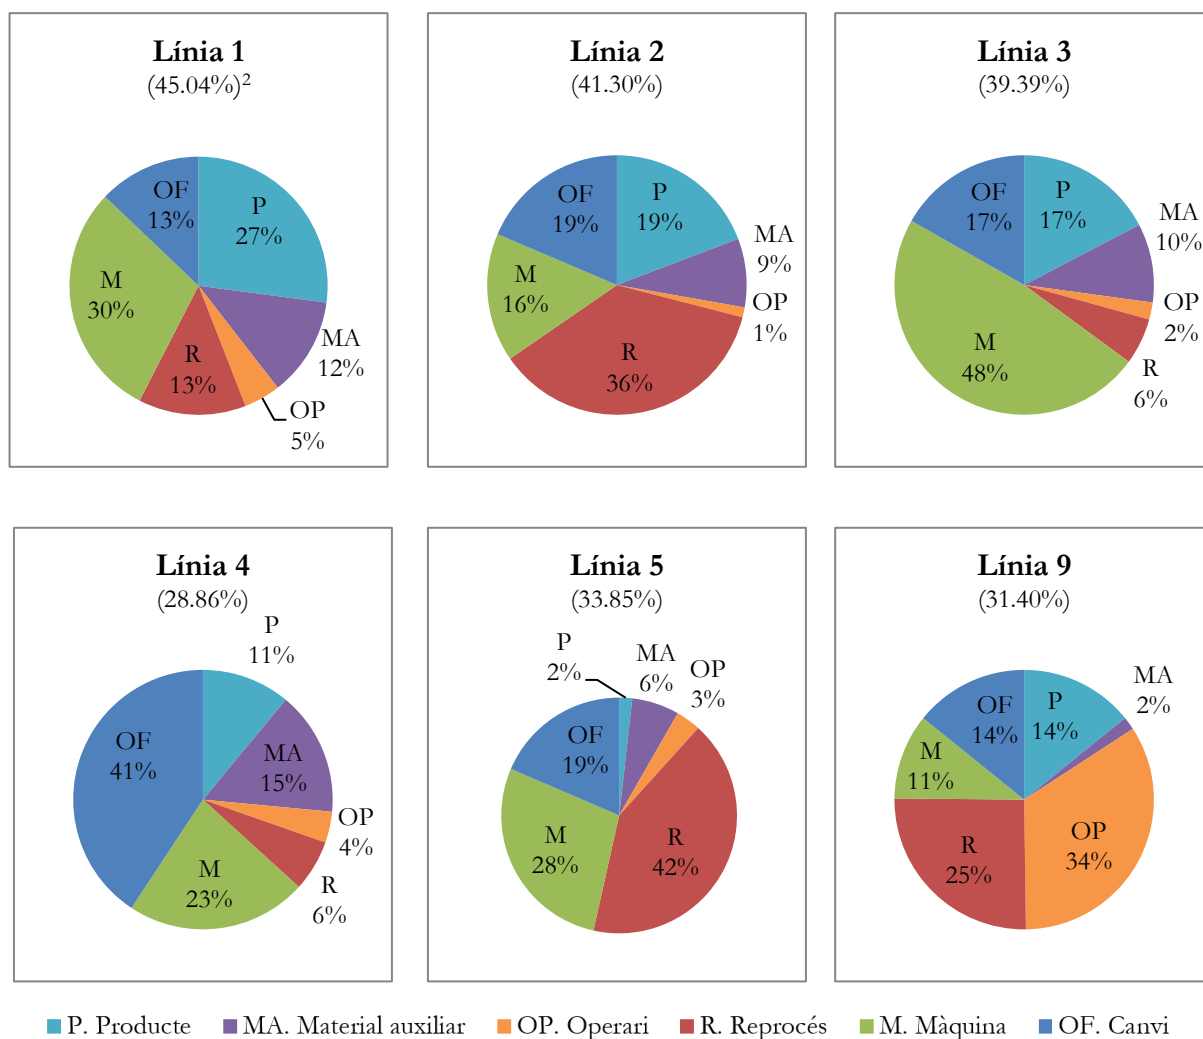 Línia 1
(45.04%)²
OF
13%
P
27%
MA
12%
OP
5%
R
13%
M
30%
Línia 2
(41.30%)
OF
19%
P
19%
MA
9%
OP
1%
R
36%
M
16%
Línia 3
(39.39%)
OF
17%
P
17%
MA
10%
OP
2%
R
6%
M
48%
Línia 4
(28.86%)
P
11%
MA
15%
OP
4%
R
6%
M
23%
OF
41%
Línia 5
(33.85%)
P
2%
MA
6%
OP
3%
R
42%
M
28%
OF
19%
Línia 9
(31.40%)
OF
14%
P
14%
MA
2%
OP
34%
R
25%
M
11%
P. Producte MA. Material auxiliar OP. Operari R. Reprocés M. Màquina OF. Canvi